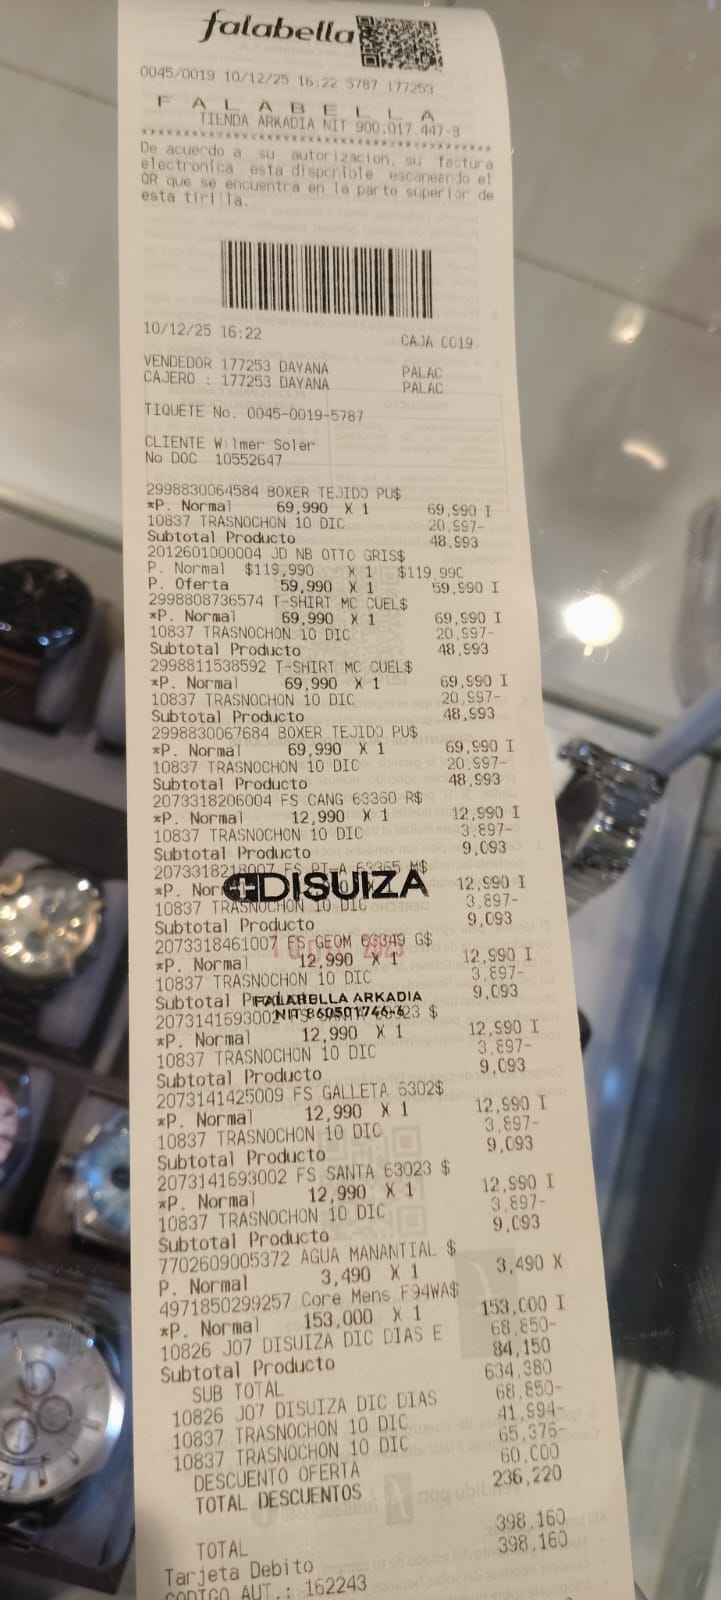 falabella
0045/0019 10/12/25 16:22 5787 177253
F A L A B E L L A
TIENDA ARKADIA NIT 900.017 447-8
****************************************
De acuerdo a su autorizacion, su factura
electronica esta disponible escaneando el
QR que se encuentra en la parte superior de
esta tirilla.
10/12/25 16:22 CAJA C019
VENDEDOR 177253 DAYANA PALAC
CAJERO : 177253 DAYANA PALAC
TIQUETE No. 0045-0019-5787
CLIENTE Wilmer Soler
No DOC 10552647
2998830064584 BOXER TEJIDO PU$
*P. Normal 69,990 X 1 69,990 I
10837 TRASNOCHON 10 DIC 20,997-
Subtotal Producto 48,993
2012601000004 JD NB OTTO GRIS$
P. Normal $119,990 X 1 $119,990
P. Oferta 59,990 X 1 59,990 I
2998808736574 T-SHIRT MC CUEL$
*P. Normal 69,990 X 1 69,990 I
10837 TRASNOCHON 10 DIC 20,997-
Subtotal Producto 48,993
2998811538592 T-SHIRT MC CUEL$
*P. Normal 69,990 X 1 69,990 I
10837 TRASNOCHON 10 DIC 20,997-
Subtotal Producto 48,993
2998830067684 BOXER TEJIDO PU$
*P. Normal 69,990 X 1 69,990 I
10837 TRASNOCHON 10 DIC 20,997-
Subtotal Producto 48,993
2073318206004 FS CANG 63360 R$
*P. Normal 12,990 X 1 12,990 I
10837 TRASNOCHON 10 DIC 3,897-
Subtotal Producto 9,093
2073318218007 FS PT-A 63365 M$
*P. Nor 12,990 I
DISUIZA
10837 TRASNOCHON 10 DIC 3,897-
Subtotal Producto 9,093
2073318461007 FS GEOM 63349 G$
*P. Normal 12,990 X 1 12,990 I
10837 TRASNOCHON 10 DIC 3,897-
Subtotal 9,093
FALABELLA ARKADIA
2073141693002 $
NIT 860501746-6
*P. Normal 12,990 X 1 12,990 I
10837 TRASNOCHON 10 DIC 3,897-
Subtotal Producto 9,093
2073141425009 FS GALLETA 6302$
*P. Normal 12,990 X 1 12,990 I
10837 TRASNOCHON 10 DIC 3,897-
Subtotal Producto 9,093
2073141693002 FS SANTA 63023 $
*P. Normal 12,990 X 1 12,990 I
10837 TRASNOCHON 10 DIC 3,897-
Subtotal Producto 9,093
7702609005372 AGUA MANANTIAL $
P. Normal 3,490 X 1 3,490 X
4971850299257 Core Mens F94WA$
*P. Normal 153,000 X 1 153,000 I
10826 J07 DISUIZA DIC DIAS E 68,850-
Subtotal Producto 84,150
SUB TOTAL 634,380
10826 J07 DISUIZA DIC DIAS 68,850-
10837 TRASNOCHON 10 DIC 41,994-
10837 TRASNOCHON 10 DIC 65,376-
DESCUENTO OFERTA 60,000
TOTAL DESCUENTOS 236,220
TOTAL 398,160
Tarjeta Debito 398,160
CODIGO AUT.: 162243